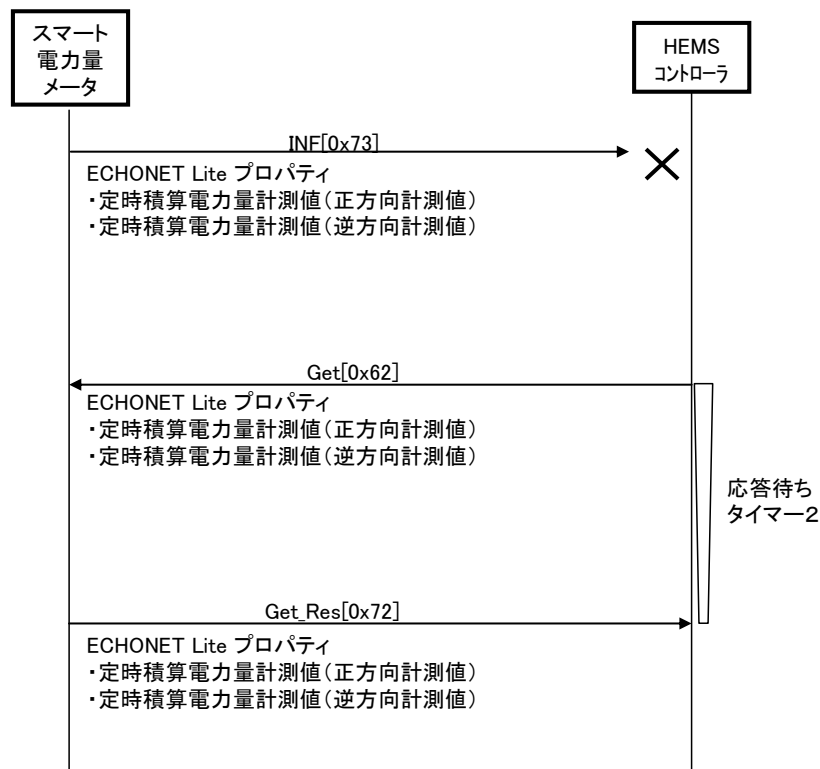 スマート
電力量
メータ
HEMS
コントローラ
INF[0x73]
ECHONET Lite プロパティ
・定時積算電力量計測値（正方向計測値）
・定時積算電力量計測値（逆方向計測値）
Get[0x62]
ECHONET Lite プロパティ
・定時積算電力量計測値（正方向計測値）
・定時積算電力量計測値（逆方向計測値）
応答待ち
タイマー２
Get_Res[0x72]
ECHONET Lite プロパティ
・定時積算電力量計測値（正方向計測値）
・定時積算電力量計測値（逆方向計測値）